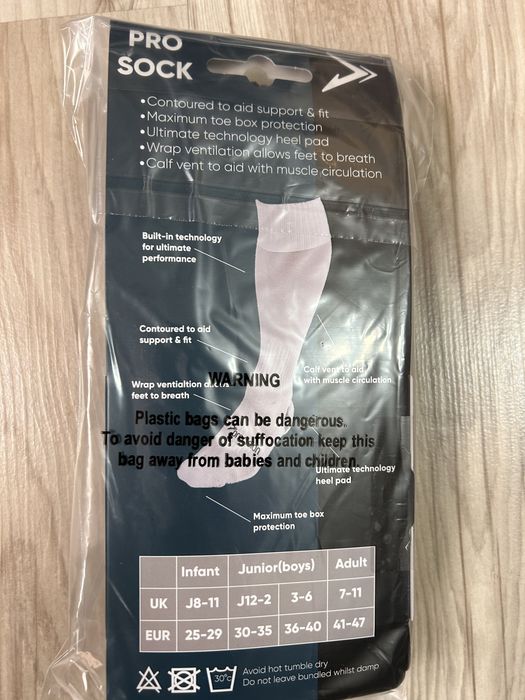 PRO
SOCK
•Contoured to aid support & fit
•Maximum toe box protection
•Ultimate technology heel pad
•Wrap ventilation allows feet to breath
•Calf vent to aid with muscle circulation
Built-in technology
for ultimate
performance
Contoured to aid
support & fit
Calf vent to aid
with muscle circulation
Wrap ventialtion
feet to breath
WARNING
Plastic bags can be dangerous.
To avoid danger of suffocation keep this
bag away from babies and children
Ultimate technology
heel pad
Maximum toe box
protection
Infant Junior(boys) Adult
UK J8-11 J12-2 3-6 7-11
EUR 25-29 30-35 36-40 41-47
30°c
Avoid hot tumble dry
Do not leave bundled whilst damp